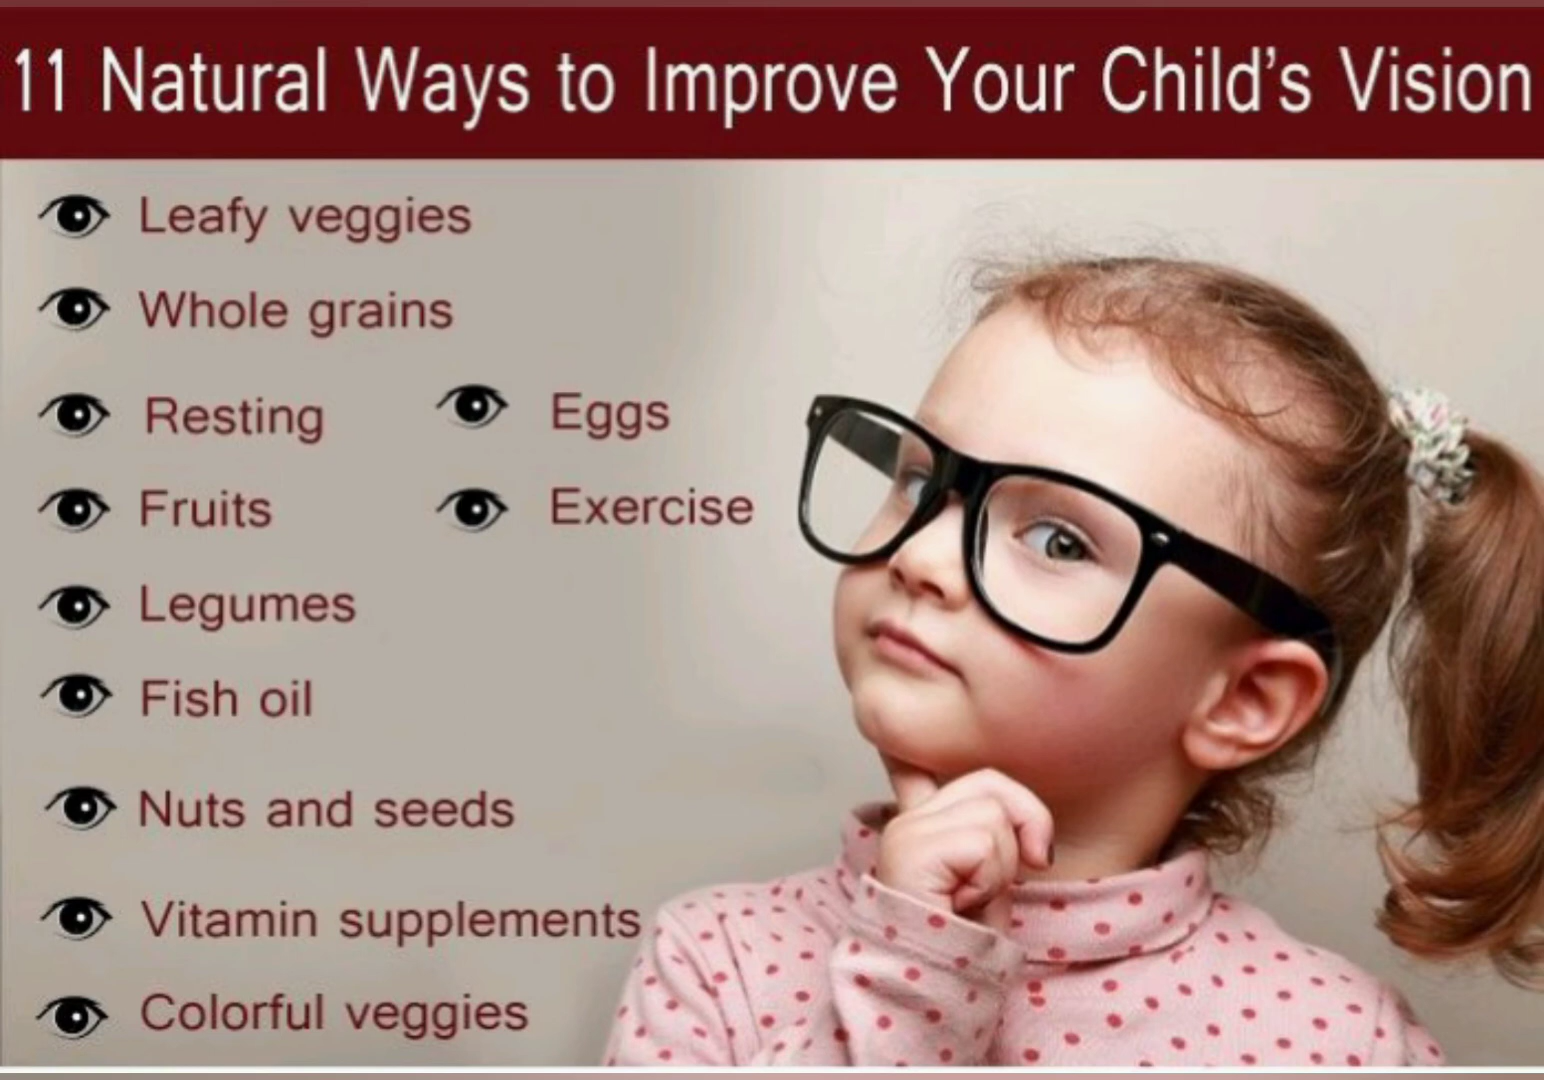 11 Natural Ways to Improve Your Child's Vision
Leafy veggies
Whole grains
Resting
Eggs
Fruits
Exercise
Legumes
Fish oil
Nuts and seeds
Vitamin supplements
Colorful veggies